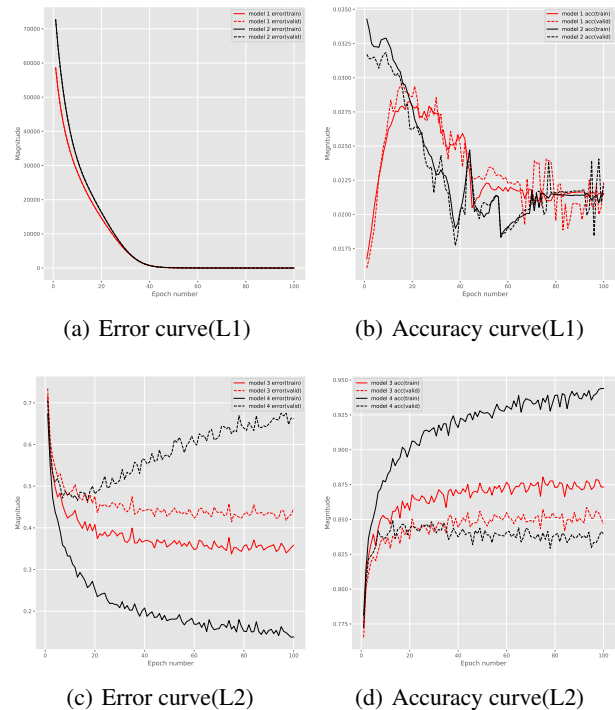 model 1 error(train)
model 1 error(valid)
model 2 error(train)
model 2 error(valid)
70000
60000
50000
40000
30000
20000
10000
0
Magnitude
0 20 40 60 80 100
Epoch number
(a) Error curve(L1)
model 1 acc(train)
model 1 acc(valid)
model 2 acc(train)
model 2 acc(valid)
0.0350
0.0325
0.0300
0.0275
0.0250
0.0225
0.0200
0.0175
Magnitude
0 20 40 60 80 100
Epoch number
(b) Accuracy curve(L1)
model 3 error(train)
model 3 error(valid)
model 4 error(train)
model 4 error(valid)
0.7
0.6
0.5
0.4
0.3
0.2
Magnitude
0 20 40 60 80 100
Epoch number
(c) Error curve(L2)
model 3 acc(train)
model 3 acc(valid)
model 4 acc(train)
model 4 acc(valid)
0.950
0.925
0.900
0.875
0.850
0.825
0.800
0.775
Magnitude
0 20 40 60 80 100
Epoch number
(d) Accuracy curve(L2)